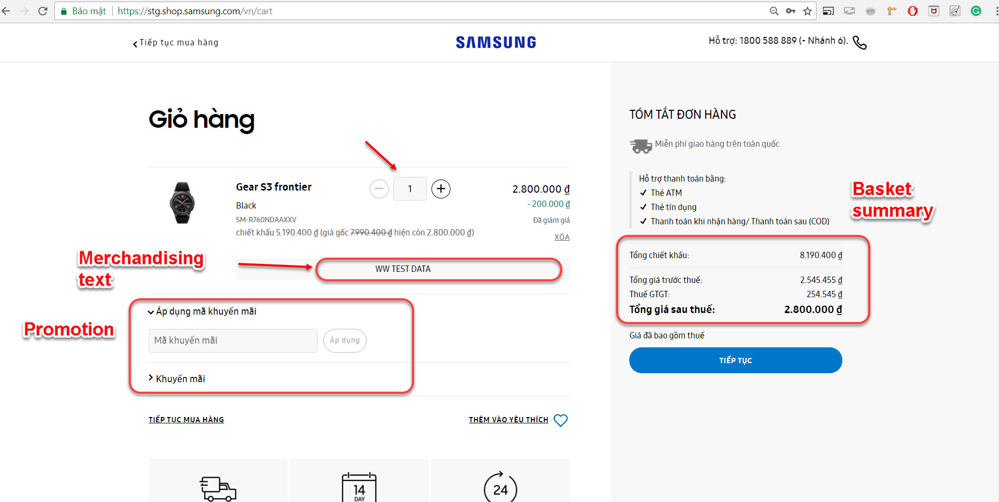 Bảo mật
https://stg.shop.samsung.com/vn/cart
Tiếp tục mua hàng
SAMSUNG
Hỗ trợ: 1800 588 889 (- Nhánh 6).
Giỏ hàng
Gear S3 frontier
1
2.800.000 ₫
Black
- 200.000 ₫
SM-R760NDAAXXV
Đã giảm giá
chiết khấu 5.190.400 ₫ (giá gốc 7.990.400 ₫ hiện còn 2.800.000 ₫)
XÓA
Merchandising
text
WW TEST DATA
Promotion
Áp dụng mã khuyến mãi
Mã khuyến mãi
Áp dụng
Khuyến mãi
TIẾP TỤC MUA HÀNG
THÊM VÀO YÊU THÍCH
14
DAY
24
TÓM TẮT ĐƠN HÀNG
Miễn phí giao hàng trên toàn quốc
Hỗ trợ thanh toán bằng:
Thẻ ATM
Thẻ tín dụng
Thanh toán khi nhận hàng/ Thanh toán sau (COD)
Basket
summary
Tổng chiết khấu: 8.190.400 ₫
Tổng giá trước thuế: 2.545.455 ₫
Thuế GTGT: 254.545 ₫
Tổng giá sau thuế: 2.800.000 ₫
Giá đã bao gồm thuế
TIẾP TỤC